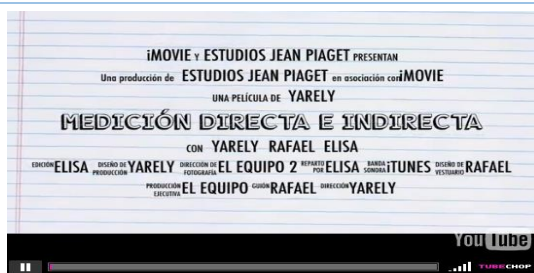 iMOVIE Y ESTUDIOS JEAN PIAGET PRESENTAN
Una producción de ESTUDIOS JEAN PIAGET en asociación con iMOVIE
UNA PELÍCULA DE YARELY
MEDICIÓN DIRECTA E INDIRECTA
CON YARELY RAFAEL ELISA
EDICIÓN ELISA DISEÑO DE PRODUCCIÓN YARELY DIRECCIÓN DE FOTOGRAFÍA EL EQUIPO 2 REPARTO POR ELISA BANDA SONORA iTUNES DISEÑO DE VESTUARIO RAFAEL
PRODUCCIÓN EJECUTIVA EL EQUIPO GUIÓN RAFAEL DIRECCIÓN YARELY
YouTube
TUBECHOP